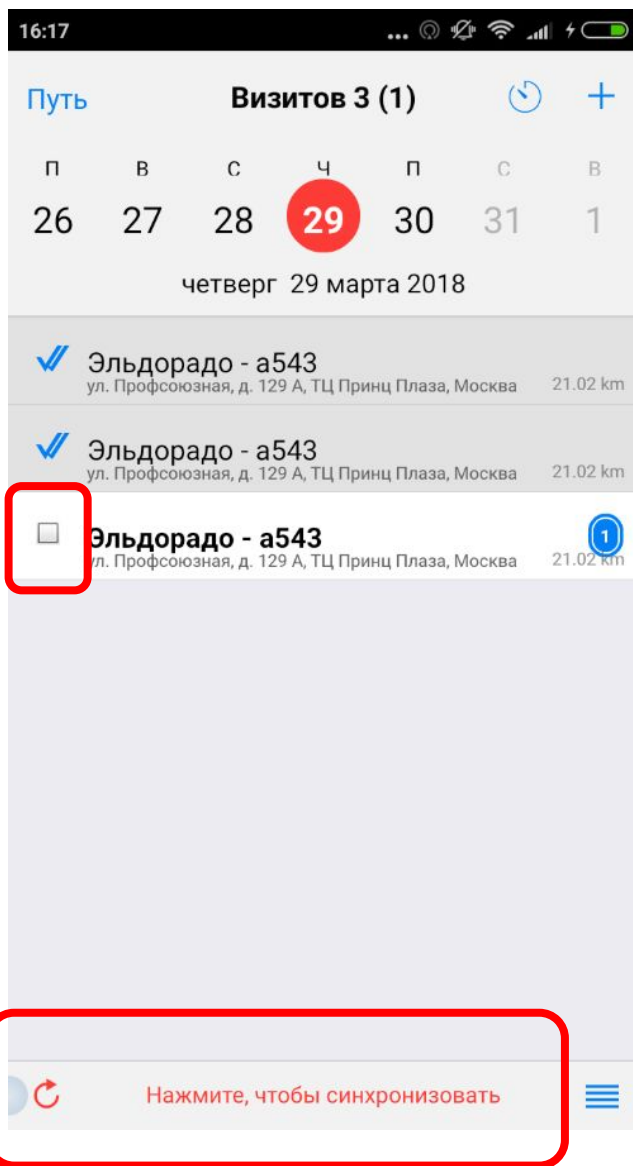 16:17
Путь Визитов 3 (1)
П В С Ч П С В
26 27 28 29 30 31 1
четверг 29 марта 2018
Эльдорадо - а543
ул. Профсоюзная, д. 129 А, ТЦ Принц Плаза, Москва 21.02 km
Эльдорадо - а543
ул. Профсоюзная, д. 129 А, ТЦ Принц Плаза, Москва 21.02 km
Эльдорадо - а543 1
ул. Профсоюзная, д. 129 А, ТЦ Принц Плаза, Москва 21.02 km
Нажмите, чтобы синхронизовать